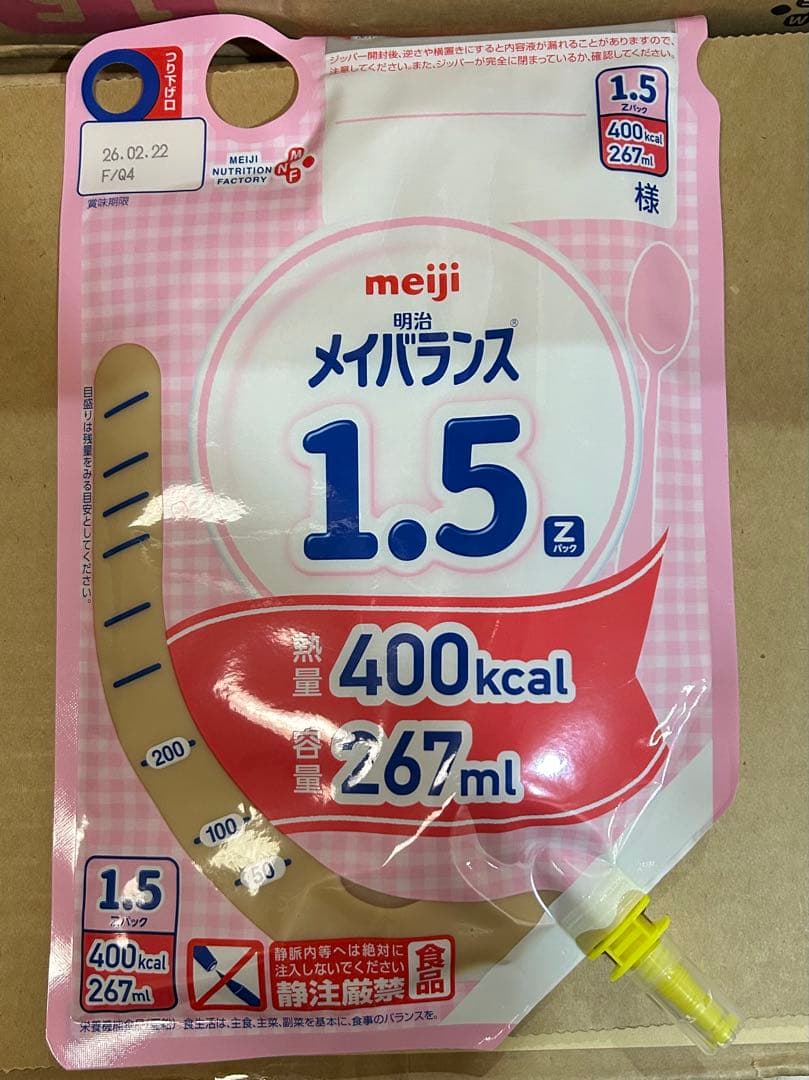 ジッパー開封後、逆さや横置きにすると内容液が漏れることがありますので、
注意してください。また、ジッパーが完全に閉まっているか、確認してください。
つり下げ口
1.5
Zパック
400kcal
267ml
様
26.02.22
F/Q4
賞味期限
MEIJI
NUTRITION
FACTORY
M
N
F
meiji
明治
メイバランス®
1.5
Z
パック
目盛りは残量をみる目安としてください。
熱量 400kcal
容量 267ml
200
100
50
1.5
Zパック
400kcal
267ml
静脈内等へは絶対に
注入しないでください
静注厳禁
食品
栄養機能食品(亜鉛) 食生活は、主食、主菜、副菜を基本に、食事のバランスを。